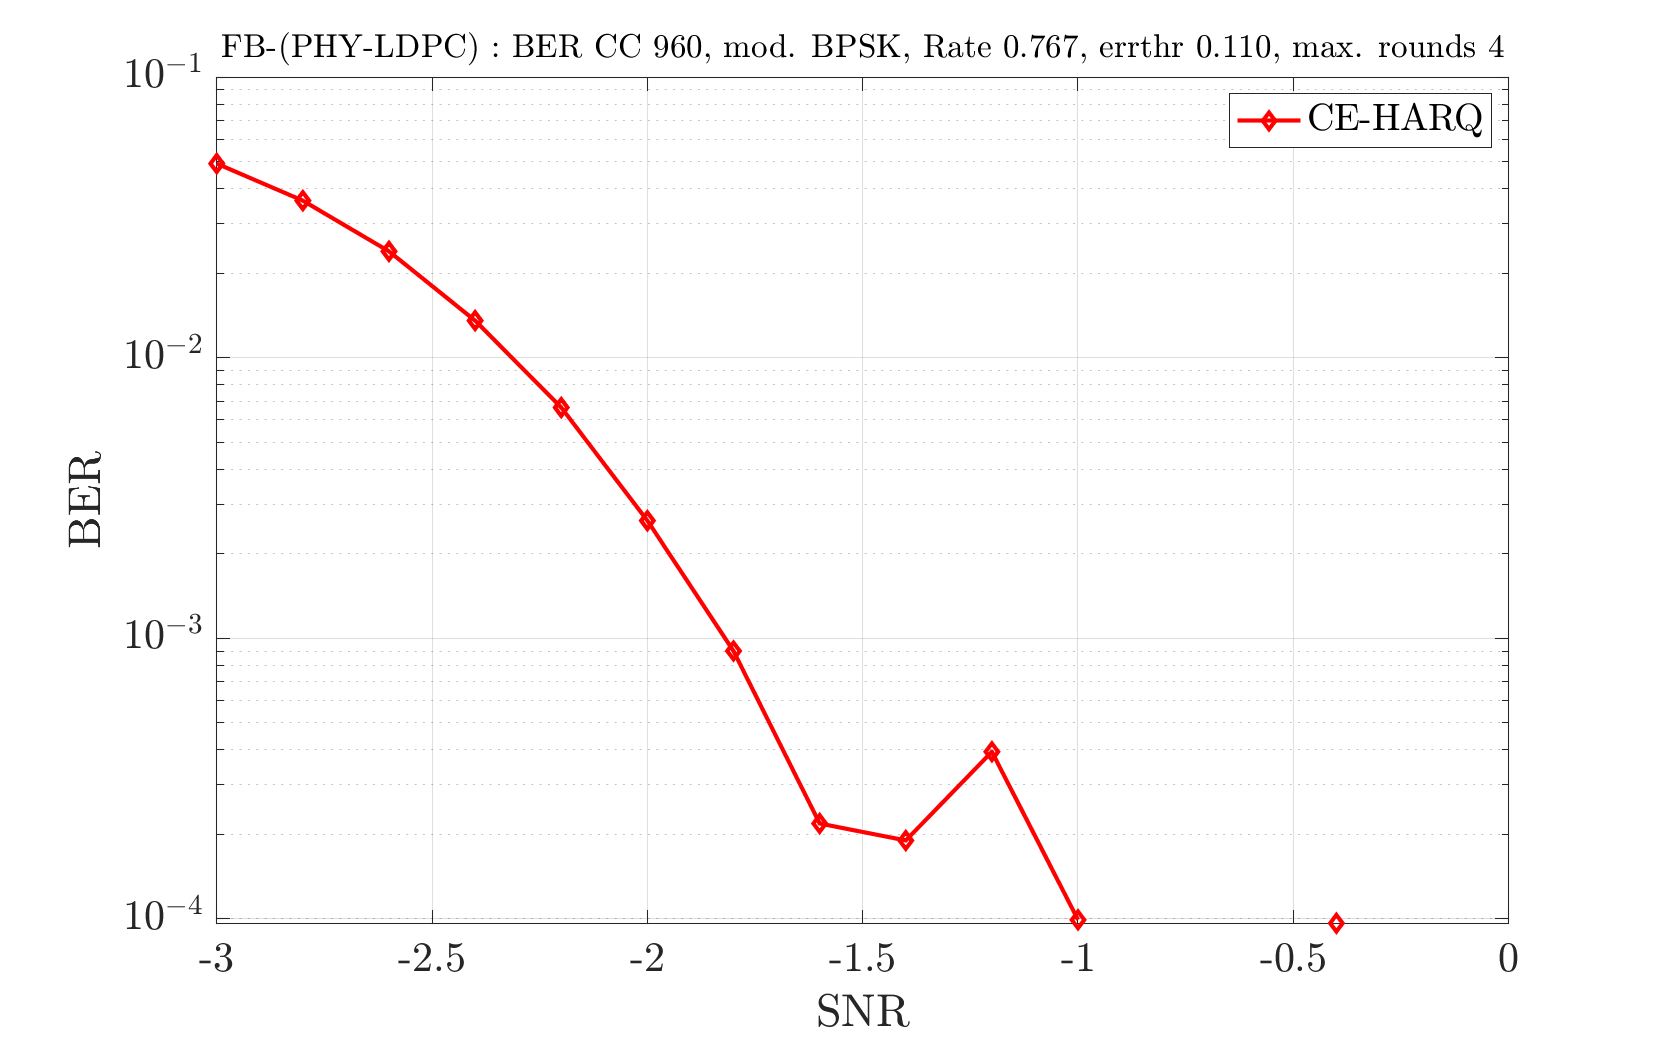 FB-(PHY-LDPC) : BER CC 960, mod. BPSK, Rate 0.767, errthr 0.110, max. rounds 4
CE-HARQ
BER
10⁻¹
10⁻²
10⁻³
10⁻⁴
-3 -2.5 -2 -1.5 -1 -0.5 0
SNR